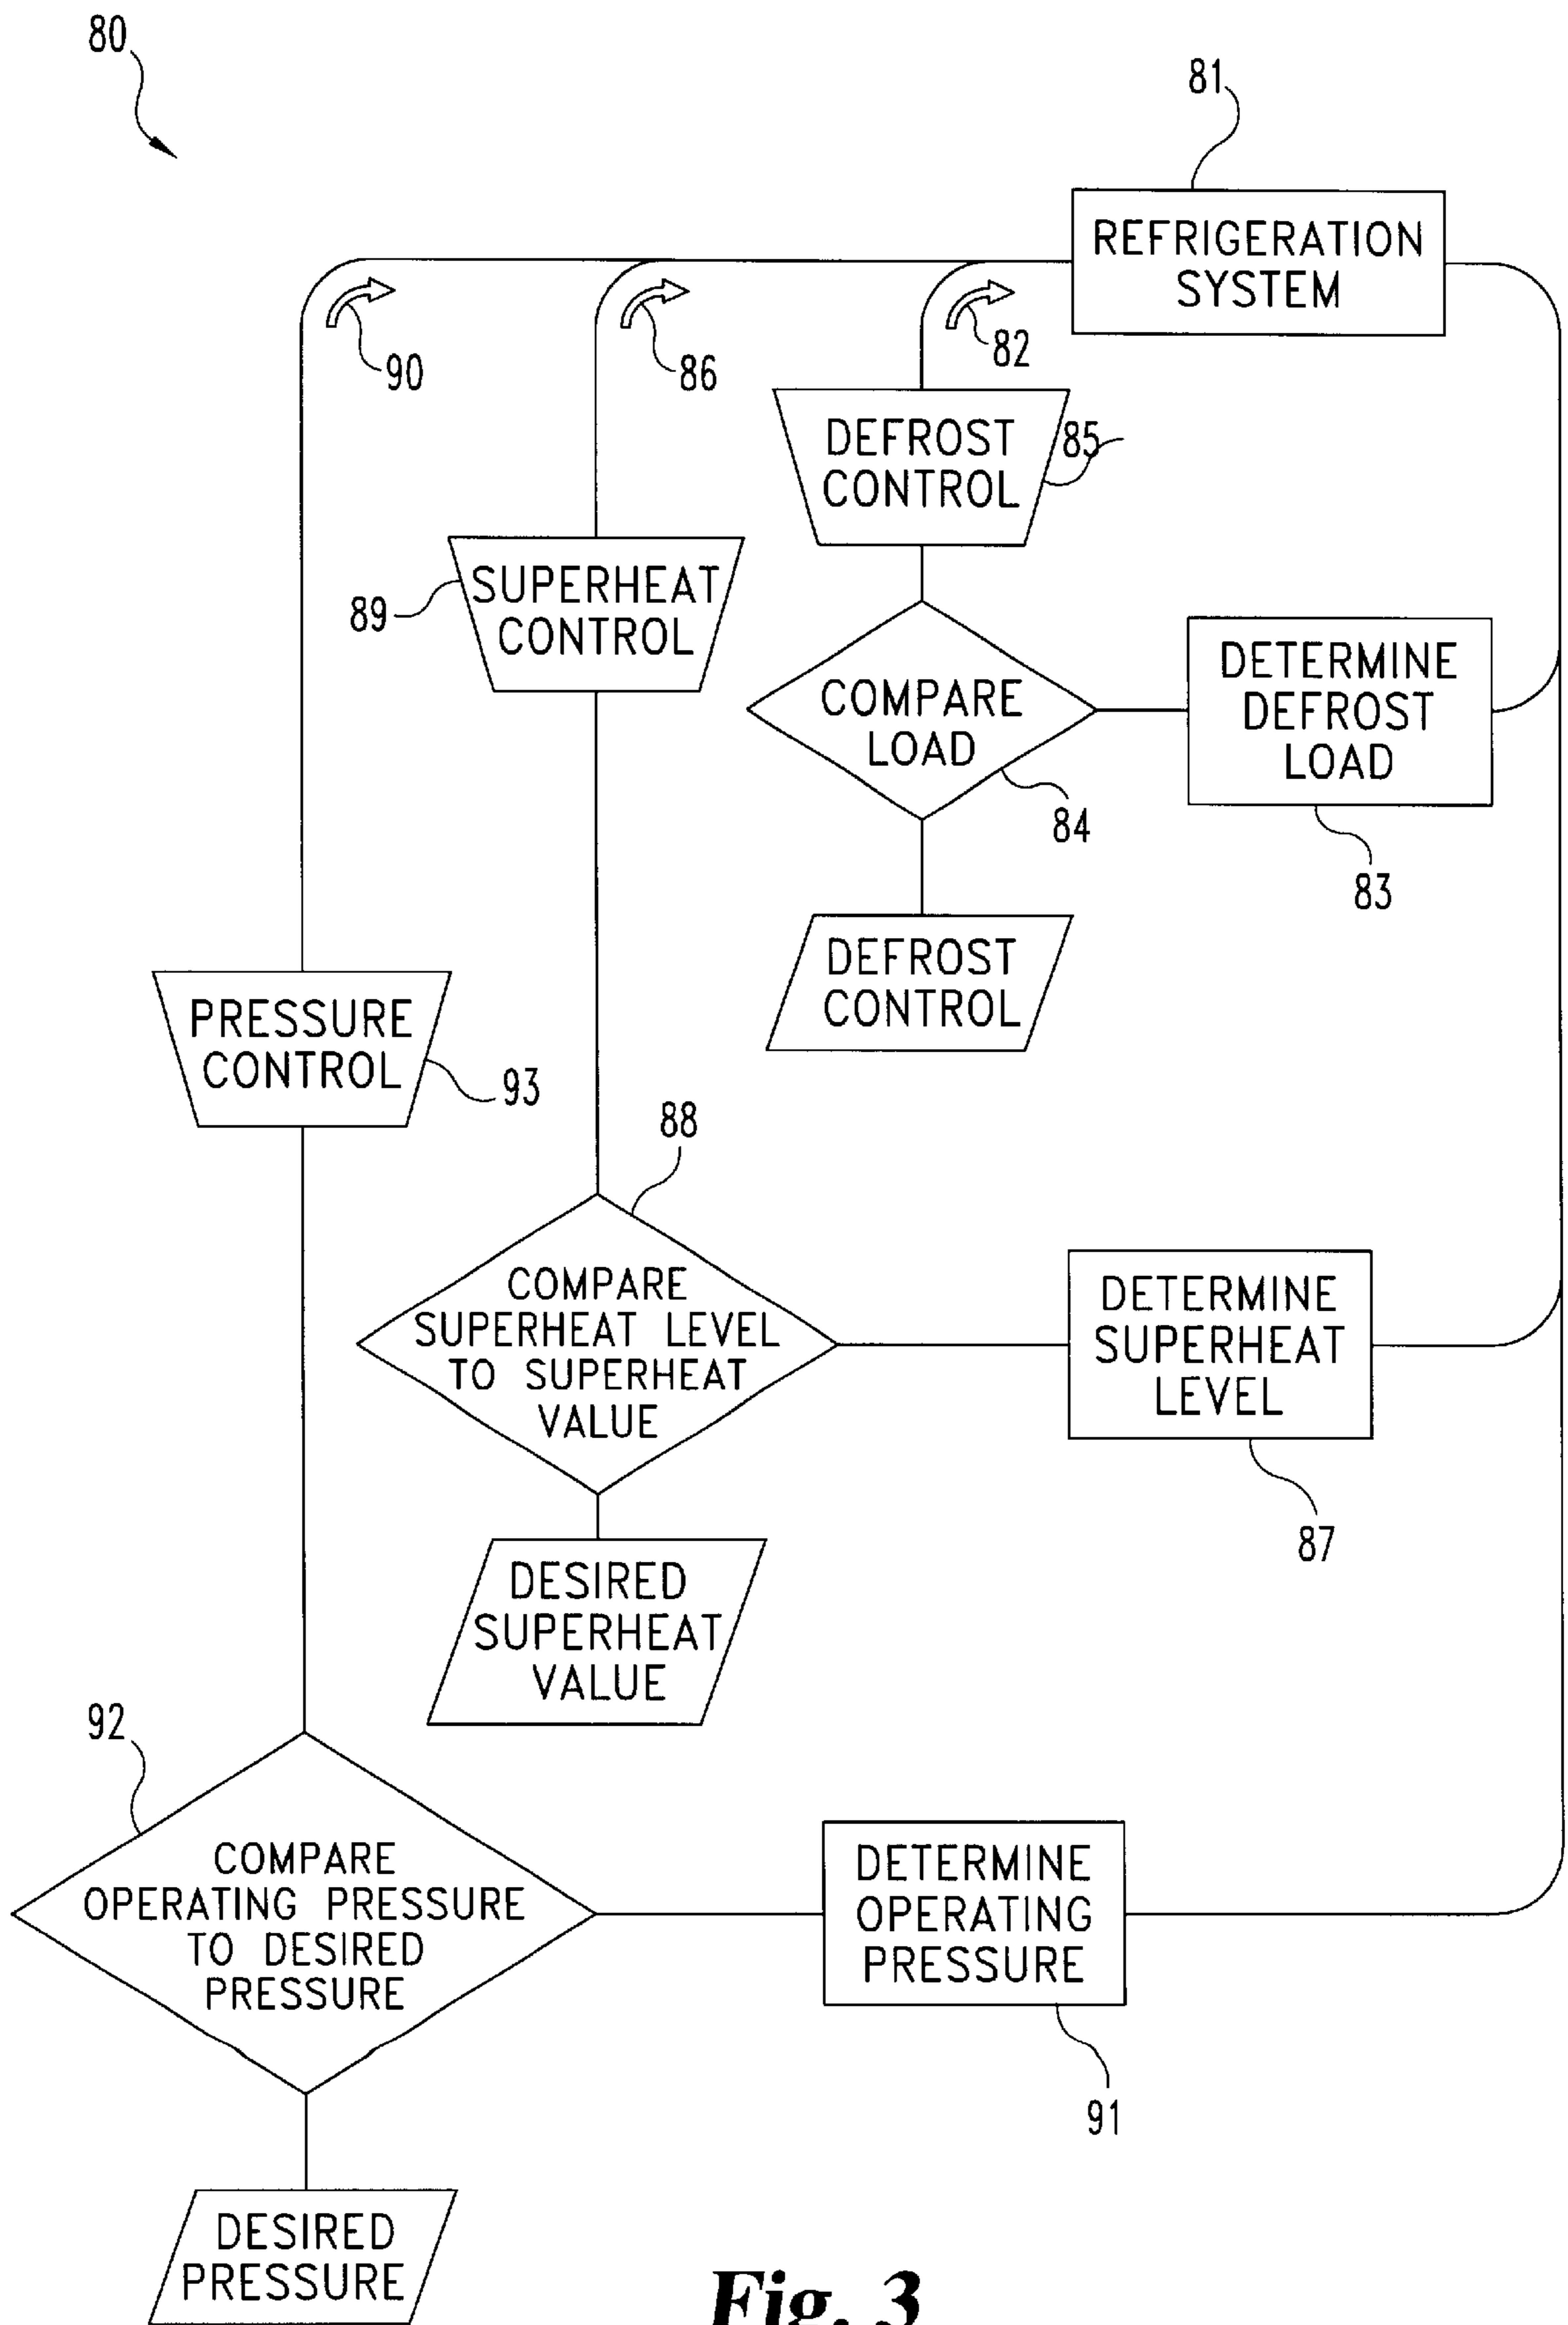 80
81
REFRIGERATION
SYSTEM
90
86
82
DEFROST
CONTROL
85
SUPERHEAT
CONTROL
89
COMPARE
LOAD
84
DETERMINE
DEFROST
LOAD
83
DEFROST
CONTROL
PRESSURE
CONTROL
93
88
COMPARE
SUPERHEAT LEVEL
TO SUPERHEAT
VALUE
DETERMINE
SUPERHEAT
LEVEL
87
DESIRED
SUPERHEAT
VALUE
92
COMPARE
OPERATING PRESSURE
TO DESIRED
PRESSURE
DETERMINE
OPERATING
PRESSURE
91
DESIRED
PRESSURE
Fig. 3